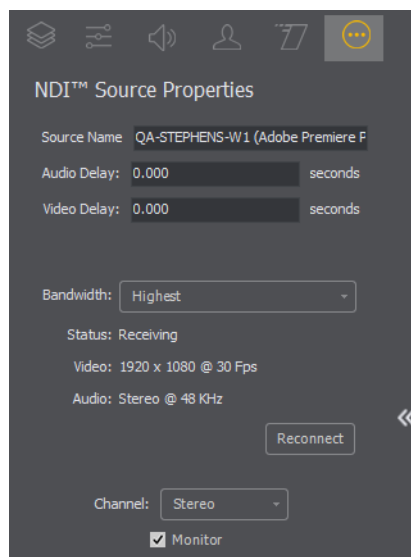 NDI™ Source Properties
Source Name QA-STEPHENS-W1 (Adobe Premiere P
Audio Delay: 0.000 seconds
Video Delay: 0.000 seconds
Bandwidth: Highest
Status: Receiving
Video: 1920 x 1080 @ 30 Fps
Audio: Stereo @ 48 KHz
Reconnect
Channel: Stereo
Monitor